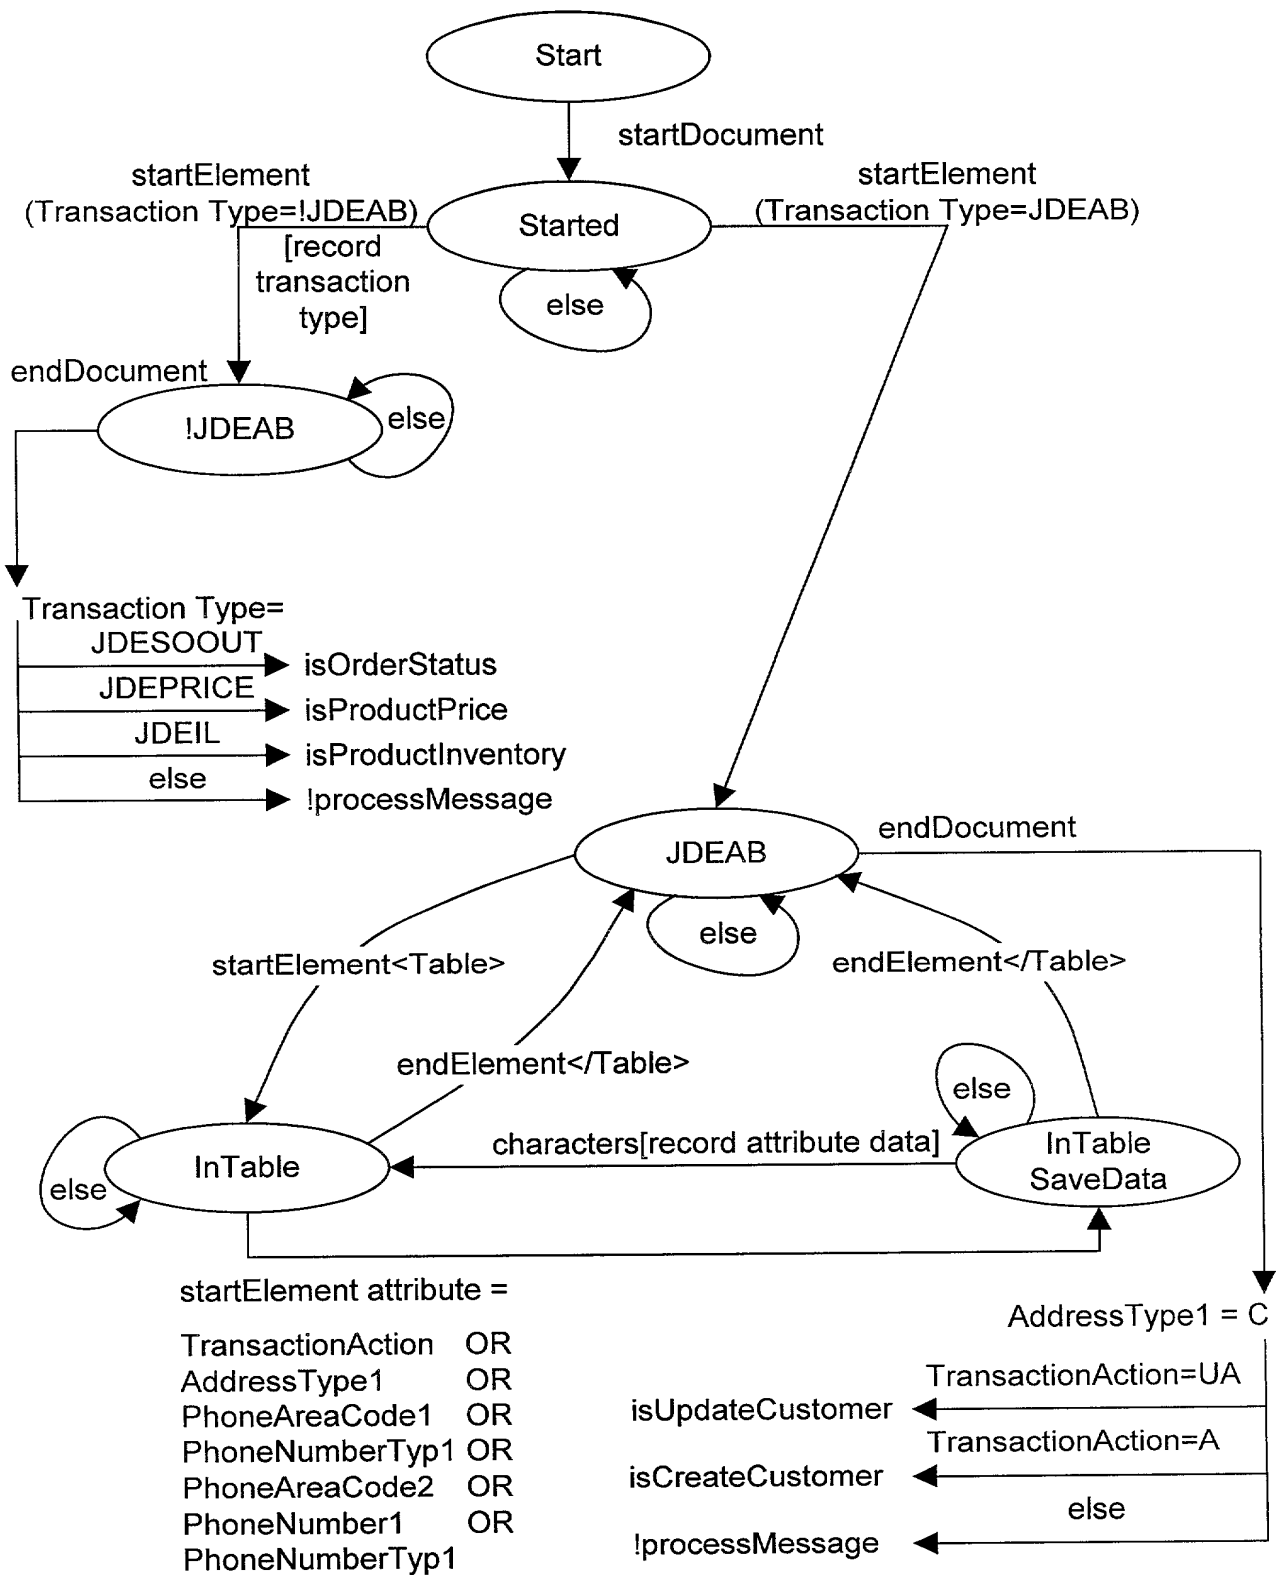 Start
startDocument
startElement
(Transaction Type=!JDEAB)
startElement
(Transaction Type=JDEAB)
Started
[record
transaction
type]
else
endDocument
!JDEAB
else
Transaction Type=
JDESOOUT
isOrderStatus
JDEPRICE
isProductPrice
JDEIL
isProductInventory
else
!processMessage
JDEAB
endDocument
else
startElement<Table>
endElement</Table>
endElement</Table>
else
characters[record attribute data]
InTable
else
InTable
SaveData
startElement attribute =
TransactionAction OR
AddressType1 OR
PhoneAreaCode1 OR
PhoneNumberTyp1 OR
PhoneAreaCode2 OR
PhoneNumber1 OR
PhoneNumberTyp1
AddressType1 = C
TransactionAction=UA
isUpdateCustomer
TransactionAction=A
isCreateCustomer
else
!processMessage